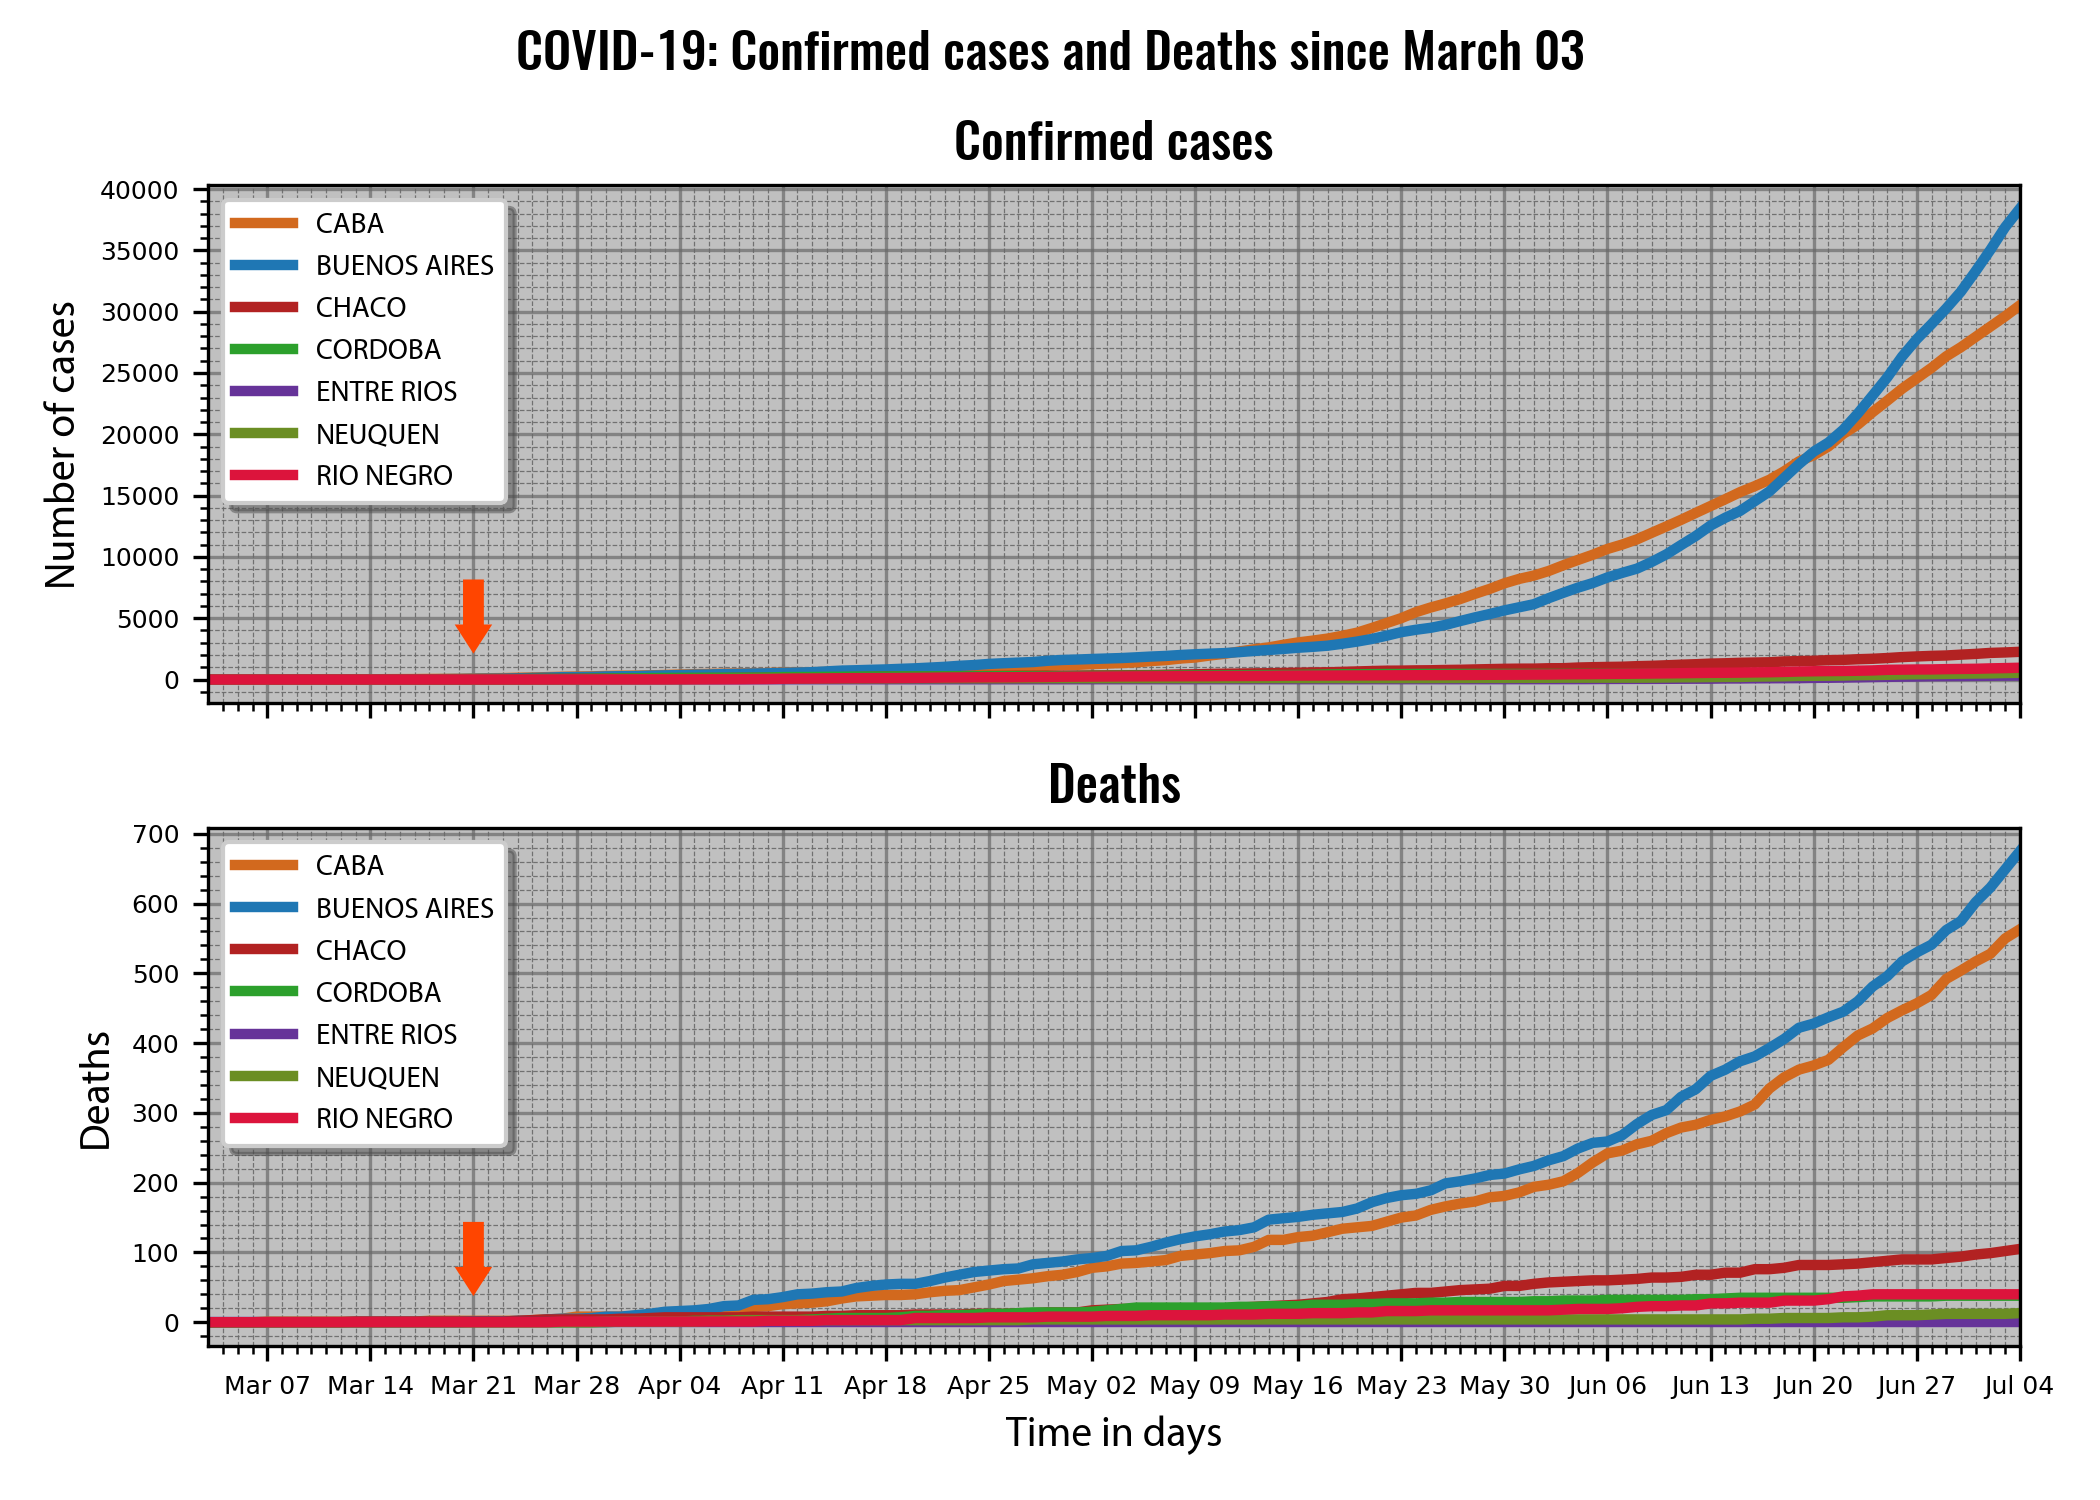 COVID-19: Confirmed cases and Deaths since March 03
Confirmed cases
40000
35000
30000
25000
20000
15000
10000
5000
0
Number of cases
CABA
BUENOS AIRES
CHACO
CORDOBA
ENTRE RIOS
NEUQUEN
RIO NEGRO
Deaths
700
600
500
400
300
200
100
0
Deaths
CABA
BUENOS AIRES
CHACO
CORDOBA
ENTRE RIOS
NEUQUEN
RIO NEGRO
Mar 07 Mar 14 Mar 21 Mar 28 Apr 04 Apr 11 Apr 18 Apr 25 May 02 May 09 May 16 May 23 May 30 Jun 06 Jun 13 Jun 20 Jun 27 Jul 04
Time in days